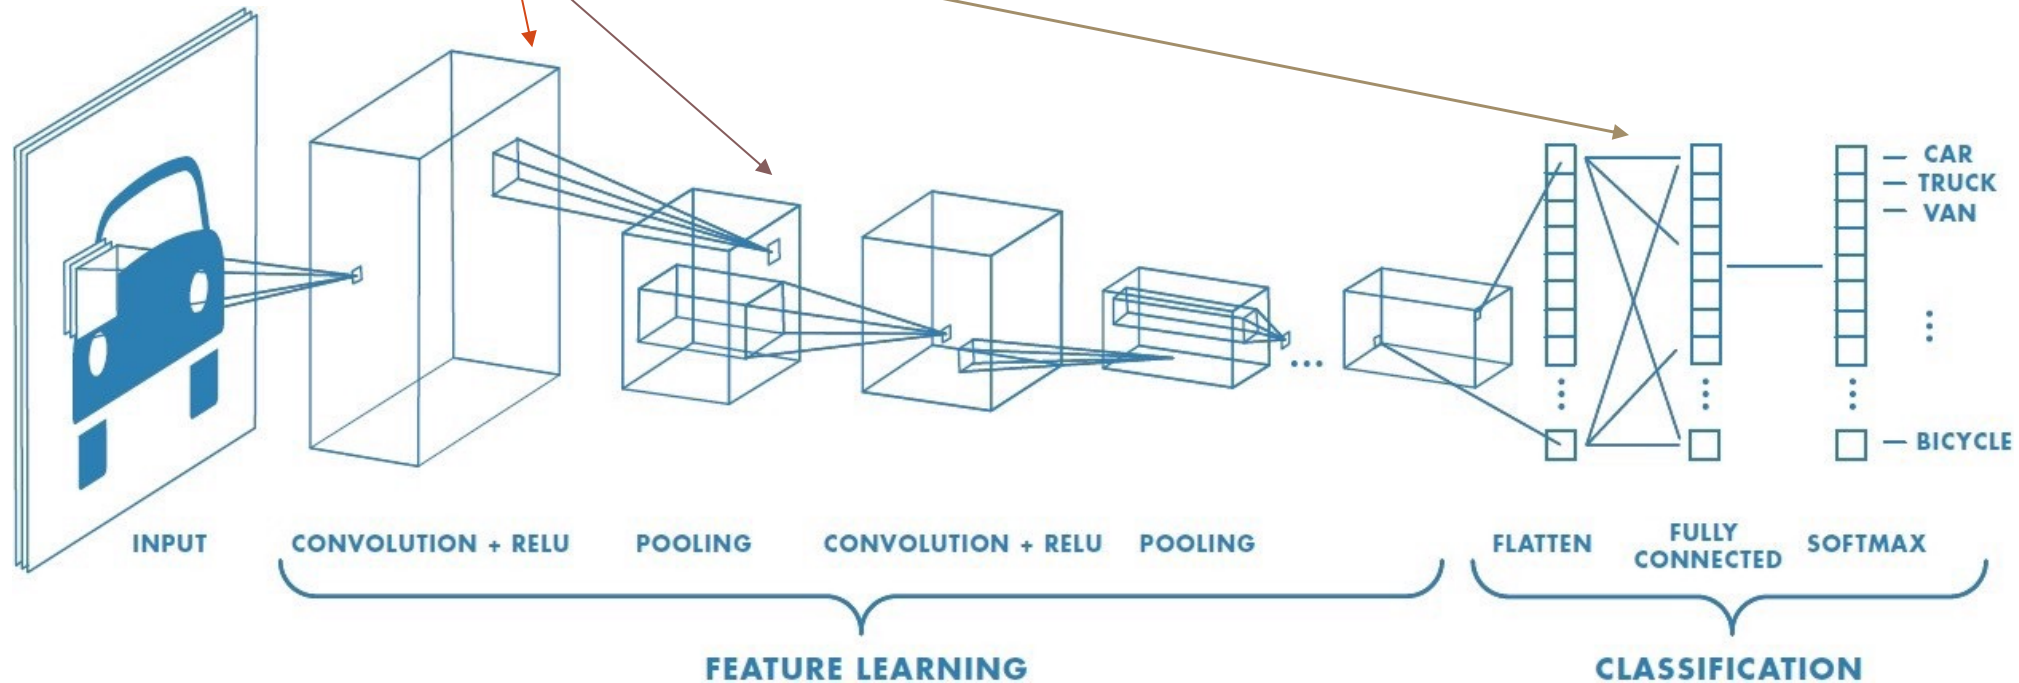 CAR
TRUCK
VAN
BICYCLE
INPUT
CONVOLUTION + RELU
POOLING
CONVOLUTION + RELU
POOLING
FLATTEN
FULLY
CONNECTED
SOFTMAX
FEATURE LEARNING
CLASSIFICATION